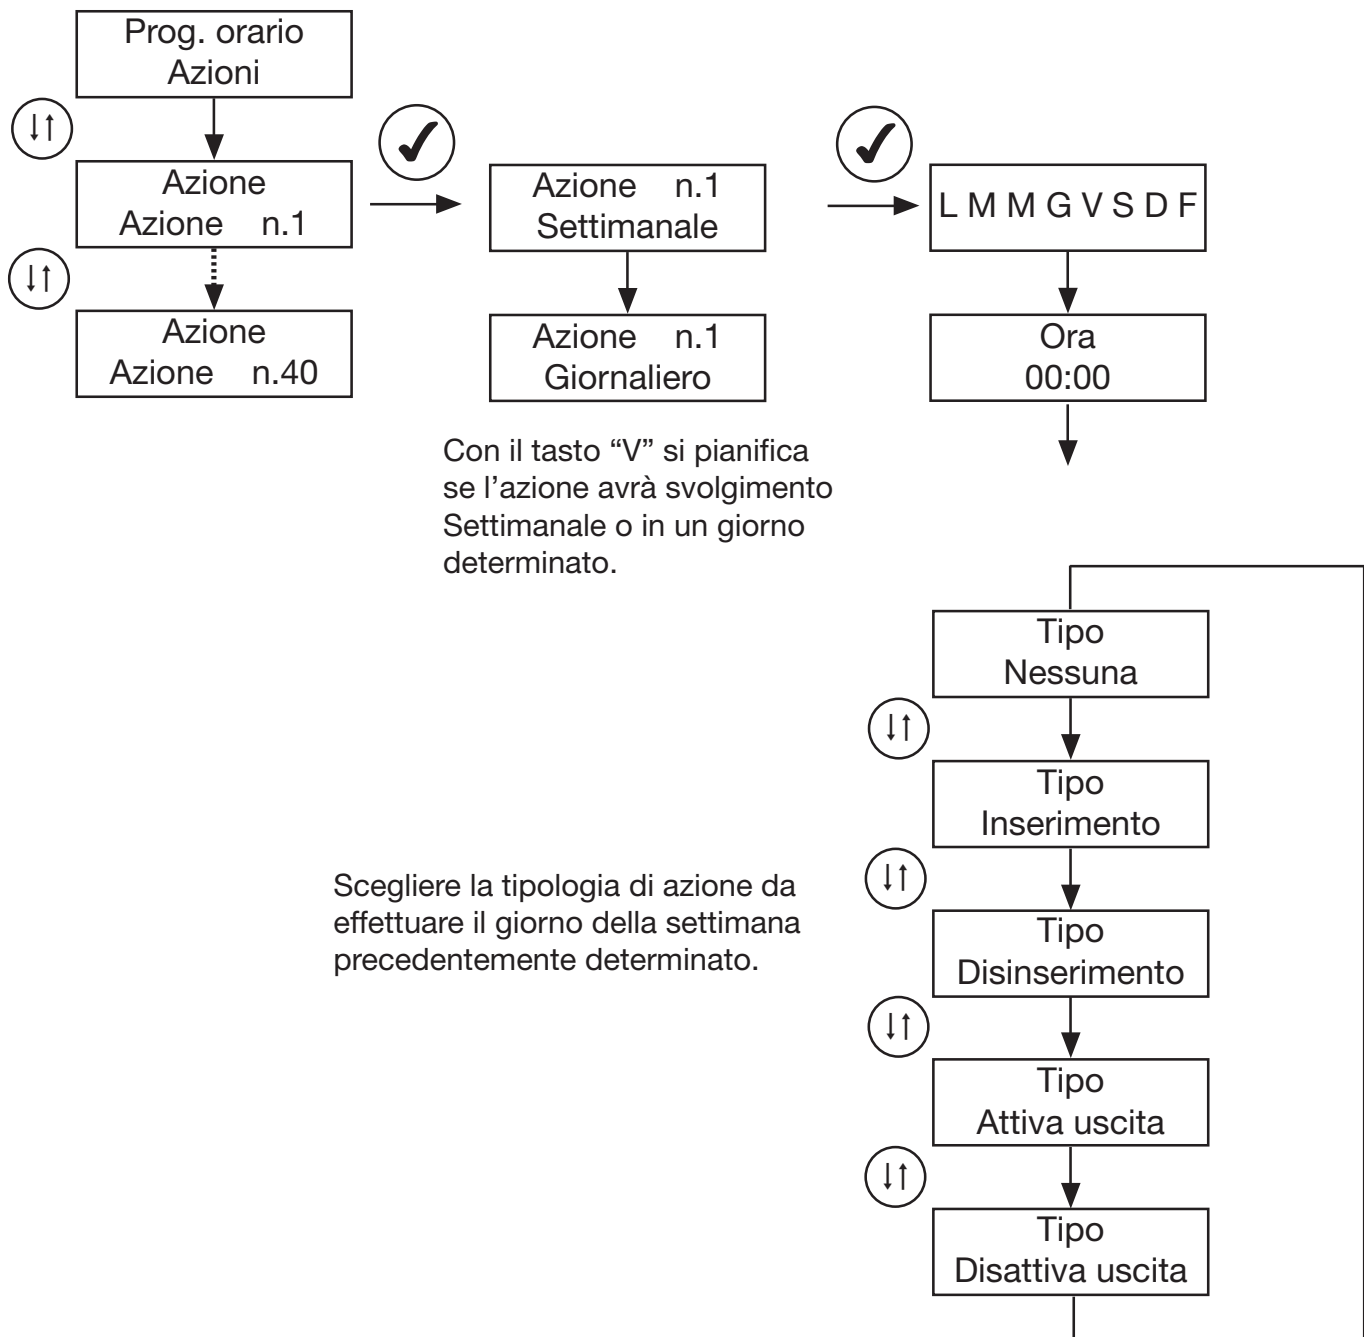 Prog. orario
Azioni
Azione
Azione n.1
Azione
Azione n.40
Azione n.1
Settimanale
Azione n.1
Giornaliero
L M M G V S D F
Ora
00:00
Con il tasto “V” si pianifica
se l’azione avrà svolgimento
Settimanale o in un giorno
determinato.
Tipo
Nessuna
Tipo
Inserimento
Scegliere la tipologia di azione da
effettuare il giorno della settimana
precedentemente determinato.
Tipo
Disinserimento
Tipo
Attiva uscita
Tipo
Disattiva uscita